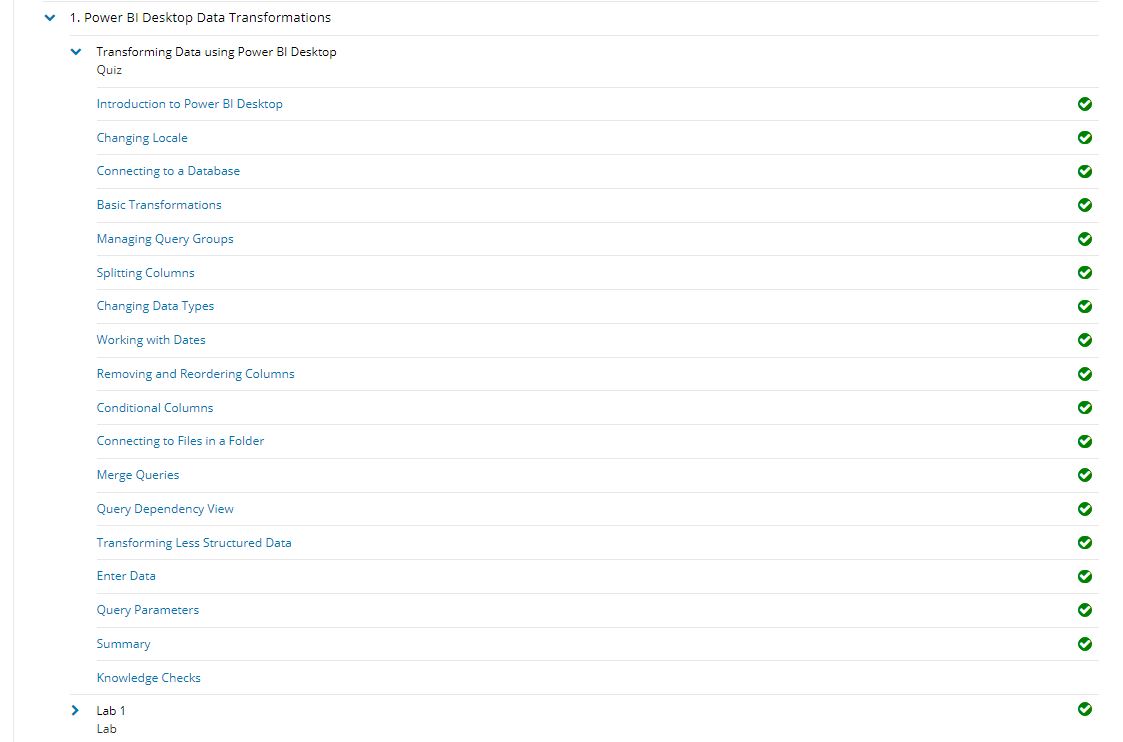 1. Power BI Desktop Data Transformations
Transforming Data using Power BI Desktop
Quiz
Introduction to Power BI Desktop
Changing Locale
Connecting to a Database
Basic Transformations
Managing Query Groups
Splitting Columns
Changing Data Types
Working with Dates
Removing and Reordering Columns
Conditional Columns
Connecting to Files in a Folder
Merge Queries
Query Dependency View
Transforming Less Structured Data
Enter Data
Query Parameters
Summary
Knowledge Checks
Lab 1
Lab